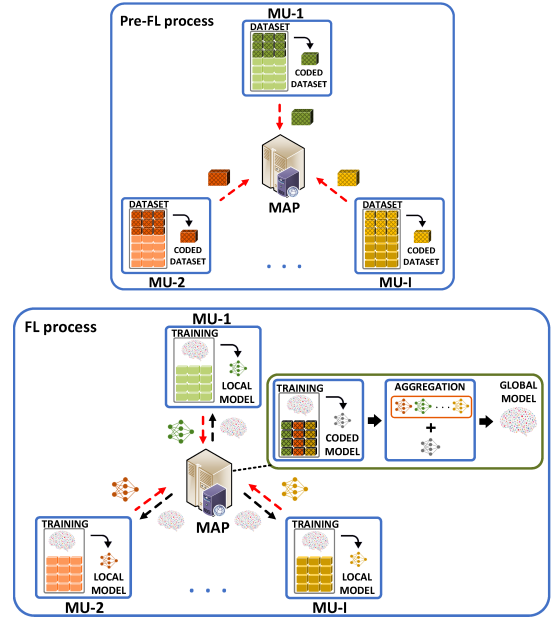 Pre-FL process
MU-1
DATASET
CODED
DATASET
MAP
DATASET
CODED
DATASET
MU-2
. . .
DATASET
CODED
DATASET
MU-I
FL process
MU-1
TRAINING
LOCAL
MODEL
TRAINING
CODED
MODEL
AGGREGATION
+
GLOBAL
MODEL
MAP
TRAINING
LOCAL
MODEL
MU-2
. . .
TRAINING
LOCAL
MODEL
MU-I